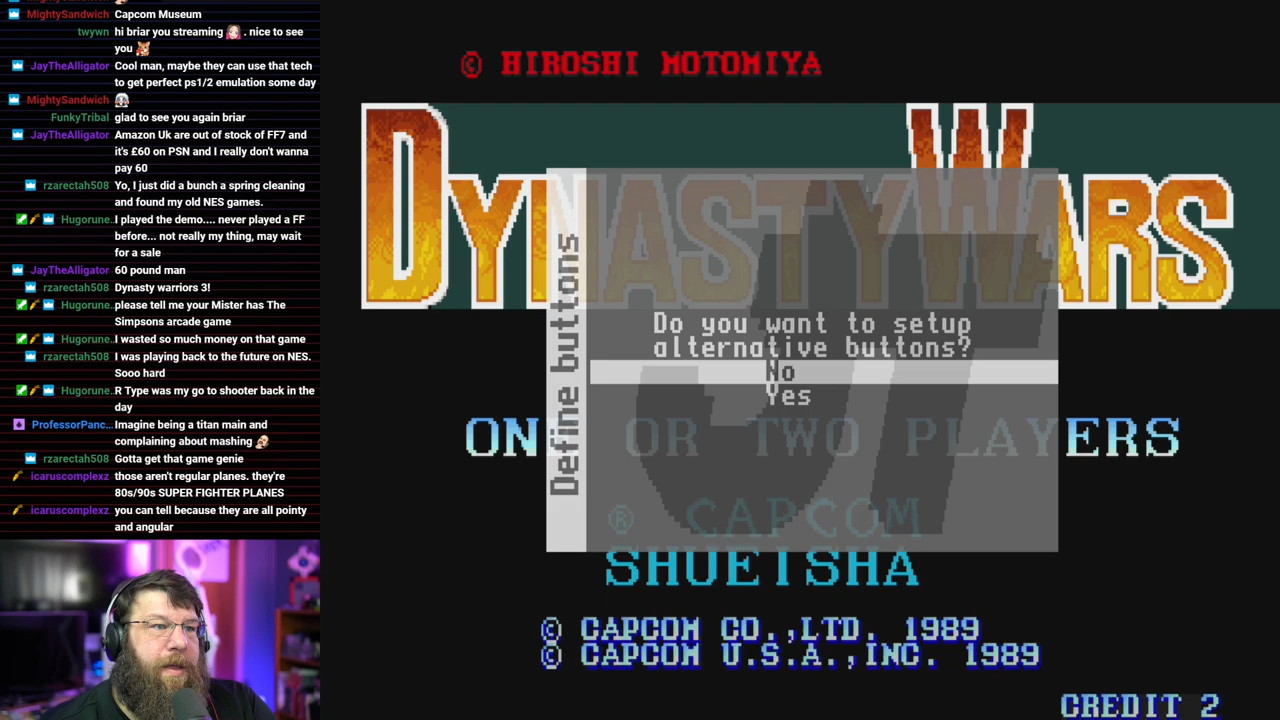 MightySandwich Capcom Museum
twywn hi briar you streaming . nice to see
you
JayTheAlligator Cool man, maybe they can use that tech
to get perfect ps1/2 emulation some day
MightySandwich
FunkyTribal glad to see you again briar
JayTheAlligator Amazon Uk are out of stock of FF7 and
it's £60 on PSN and I really don't wanna
pay 60
rzarectah508 Yo, I just did a bunch a spring cleaning
and found my old NES games.
Hugorune.. I played the demo.... never played a FF
before... not really my thing, may wait
for a sale
JayTheAlligator 60 pound man
rzarectah508 Dynasty warriors 3!
Hugorune.. please tell me your Mister has The
Simpsons arcade game
Hugorune.. I wasted so much money on that game
rzarectah508 I was playing back to the future on NES.
Sooo hard
Hugorune.. R Type was my go to shooter back in the
day
ProfessorPanc... Imagine being a titan main and
complaining about mashing
rzarectah508 Gotta get that game genie
icaruscomplexz those aren't regular planes. they're
80s/90s SUPER FIGHTER PLANES
icaruscomplexz you can tell because they are all pointy
and angular
© HIROSHI MOTOMIYA
DYNASTY WARS
Define buttons
Do you want to setup
alternative buttons?
No
Yes
ONE OR TWO PLAYERS
® CAPCOM
SHUEISHA
© CAPCOM CO.,LTD. 1989
© CAPCOM U.S.A.,INC. 1989
CREDIT 2